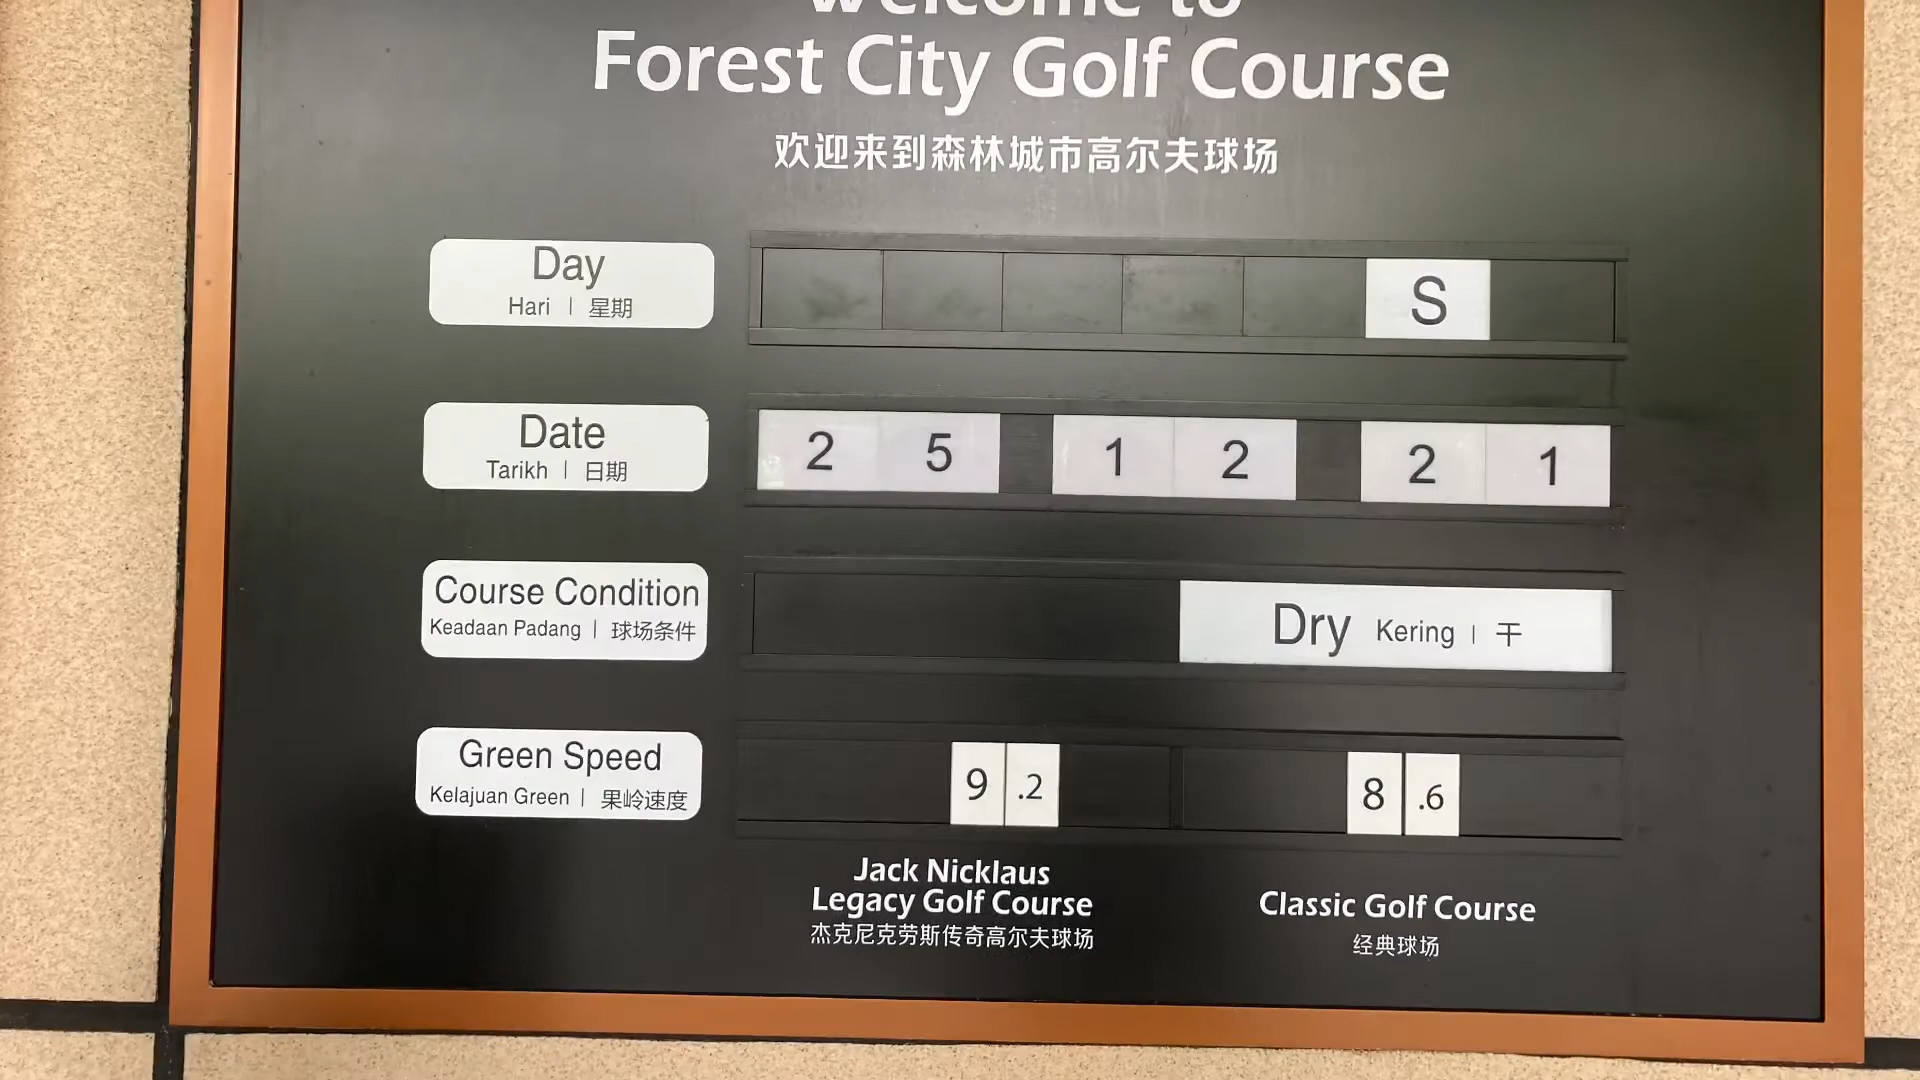 Welcome to
Forest City Golf Course
欢迎来到森林城市高尔夫球场
Day
Hari | 星期
S
Date
Tarikh | 日期
2 5 1 2 2 1
Course Condition
Keadaan Padang | 球场条件
Dry Kering | 干
Green Speed
Kelajuan Green | 果岭速度
9 .2
8 .6
Jack Nicklaus
Legacy Golf Course
杰克尼克劳斯传奇高尔夫球场
Classic Golf Course
经典球场